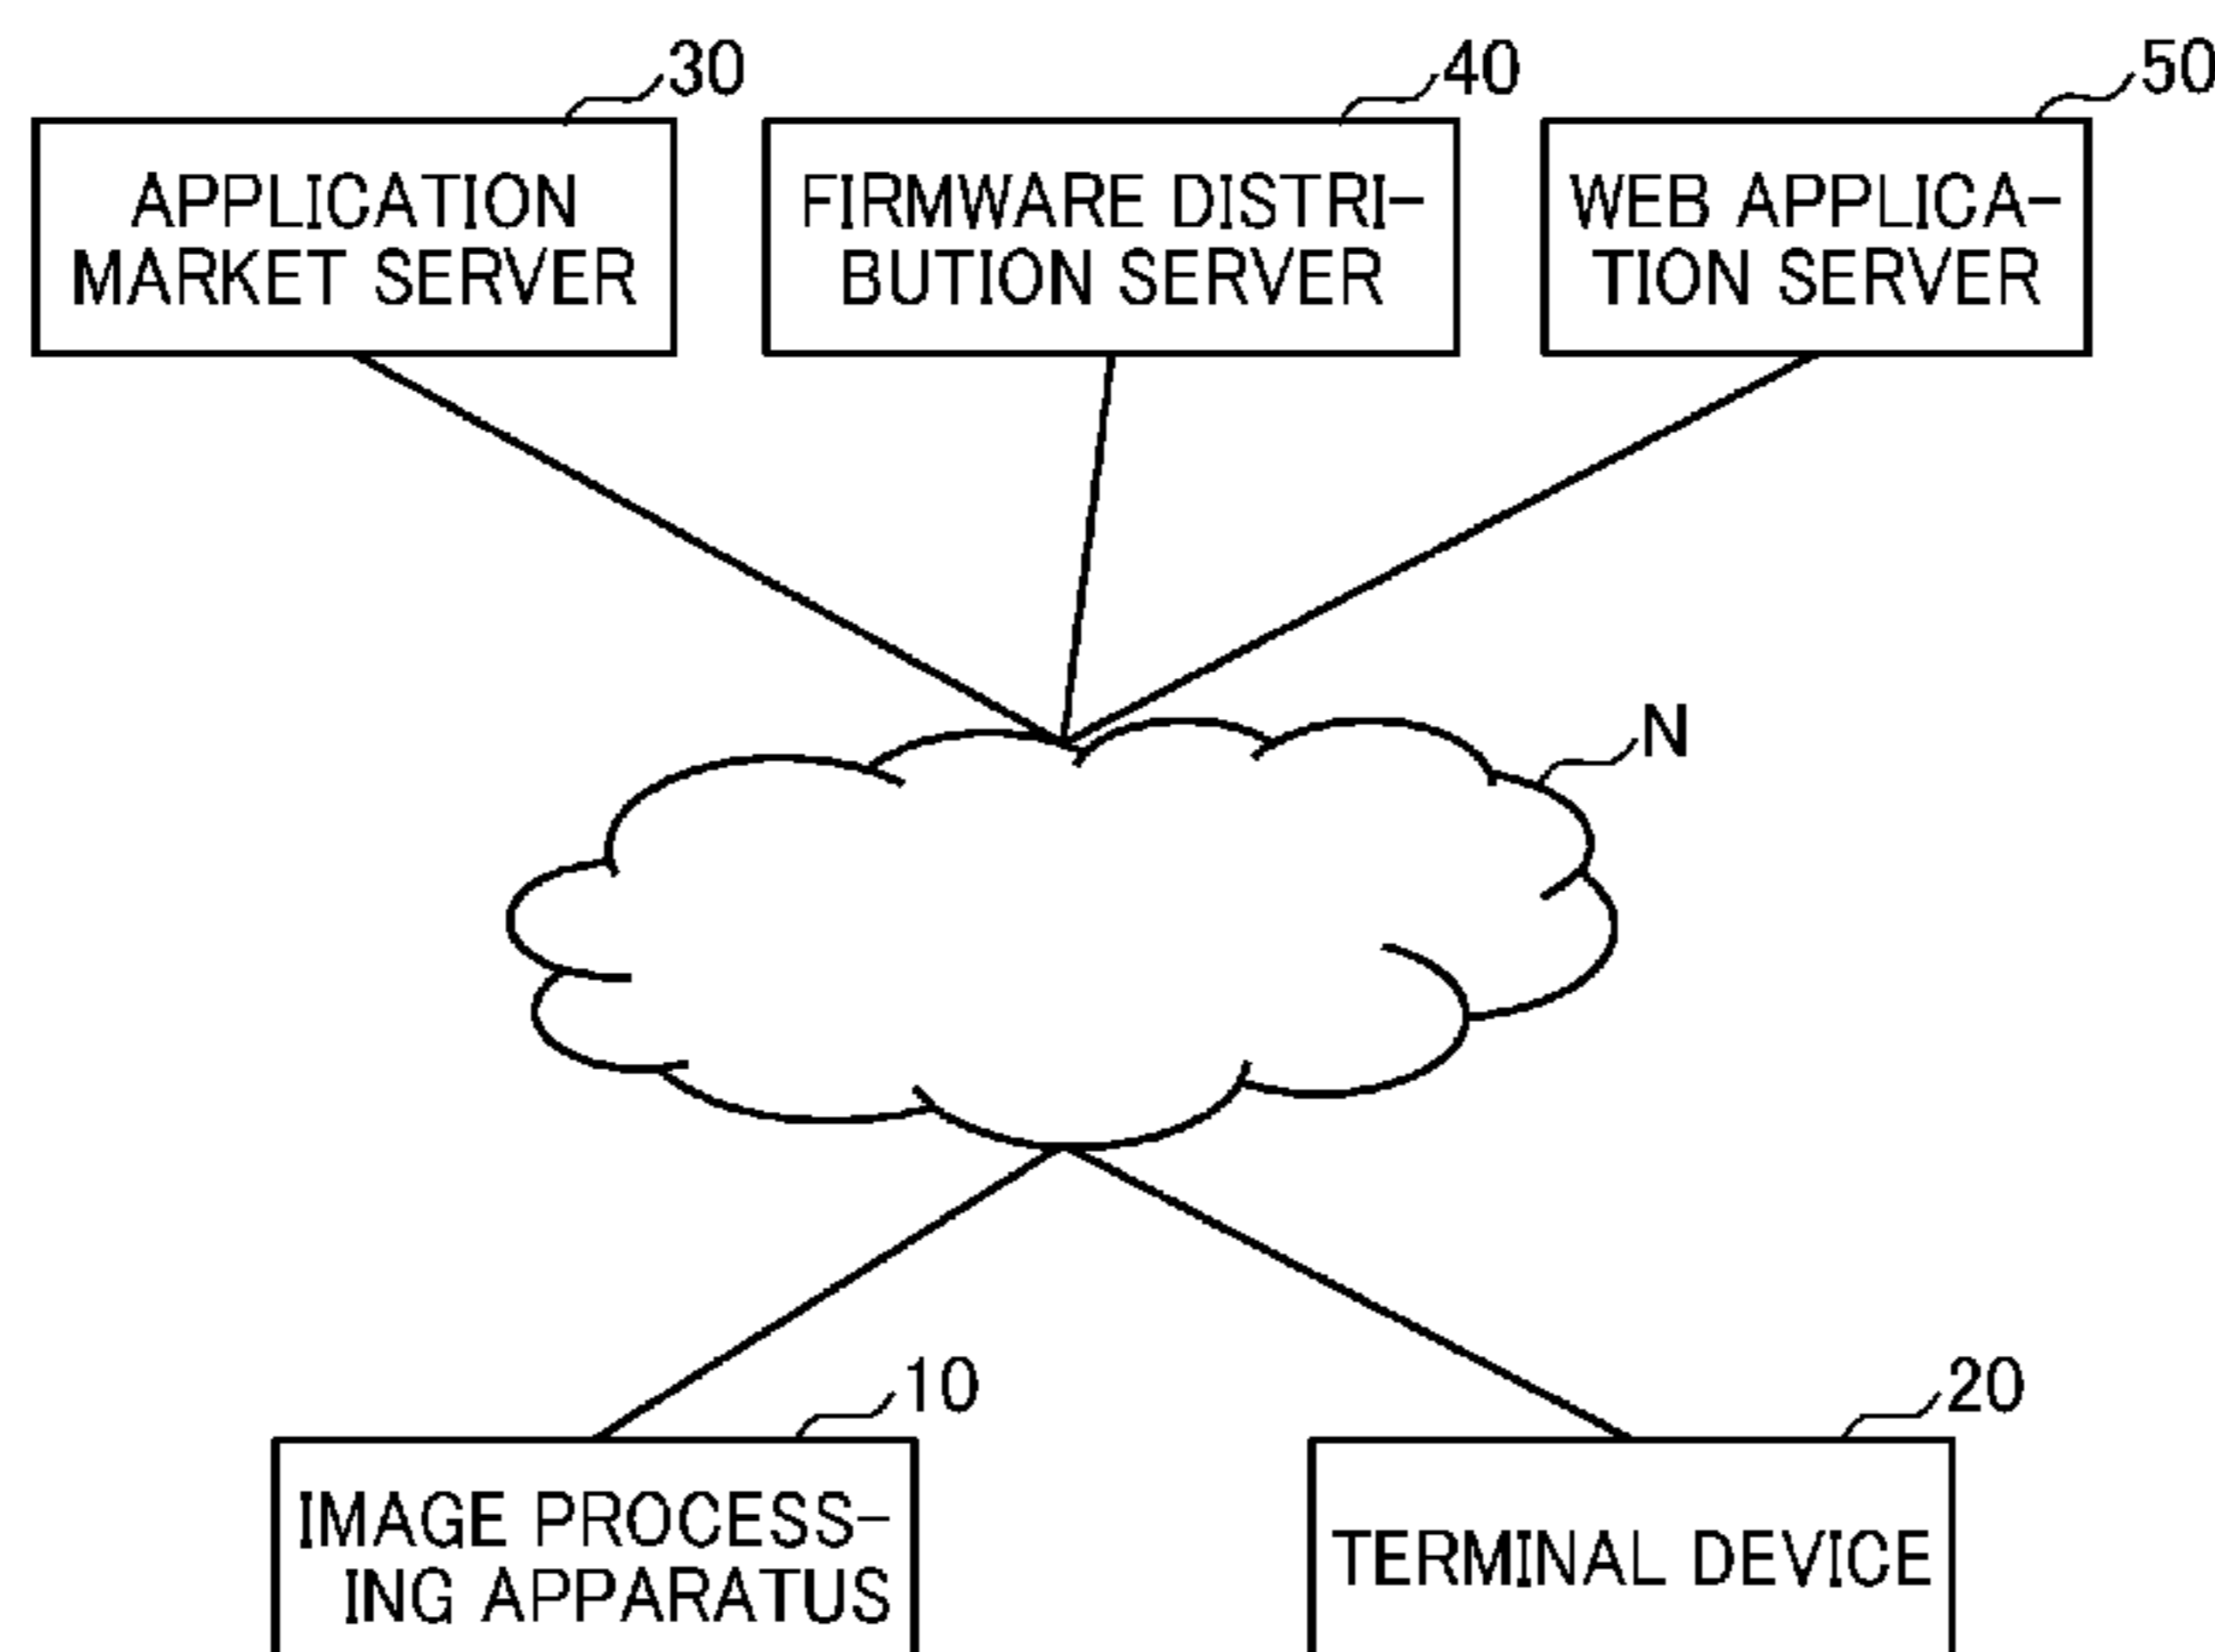 30
40
50
APPLICATION
MARKET SERVER
FIRMWARE DISTRI-
BUTION SERVER
WEB APPLICA-
TION SERVER
N
10
20
IMAGE PROCESS-
ING APPARATUS
TERMINAL DEVICE